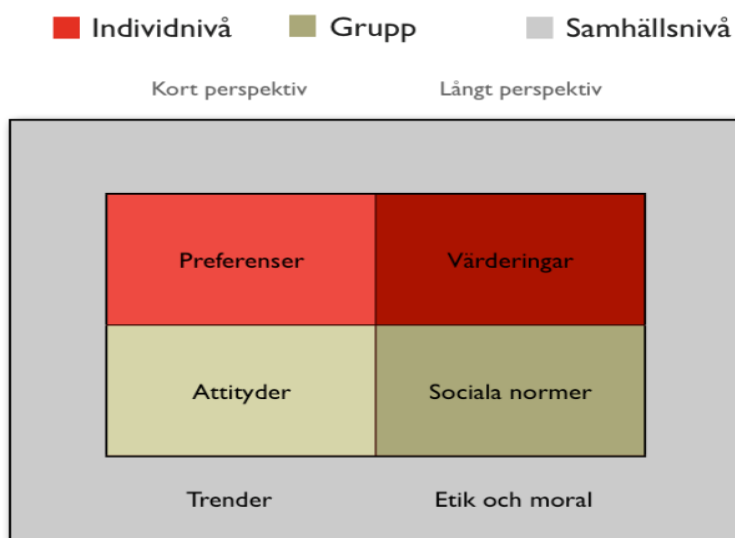 Individnivå Grupp Samhällsnivå
Kort perspektiv Långt perspektiv
Preferenser Värderingar
Attityder Sociala normer
Trender Etik och moral